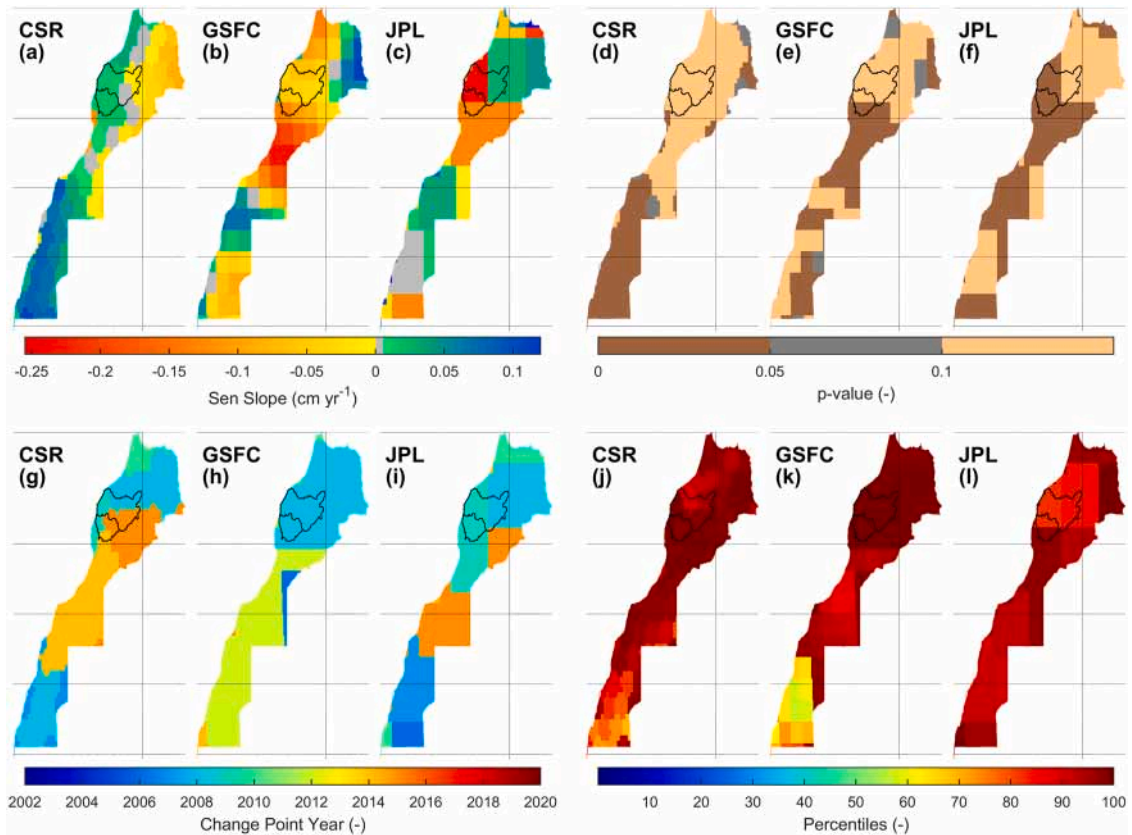 CSR GSFC JPL CSR GSFC JPL
(a) (b) (c) (d) (e) (f)
-0.25 -0.2 -0.15 -0.1 -0.05 0 0.05 0.1 0 0.05 0.1
Sen Slope (cm yr-1) p-value (-)
CSR GSFC JPL CSR GSFC JPL
(g) (h) (i) (j) (k) (l)
2002 2004 2006 2008 2010 2012 2014 2016 2018 2020 10 20 30 40 50 60 70 80 90 100
Change Point Year (-) Percentiles (-)